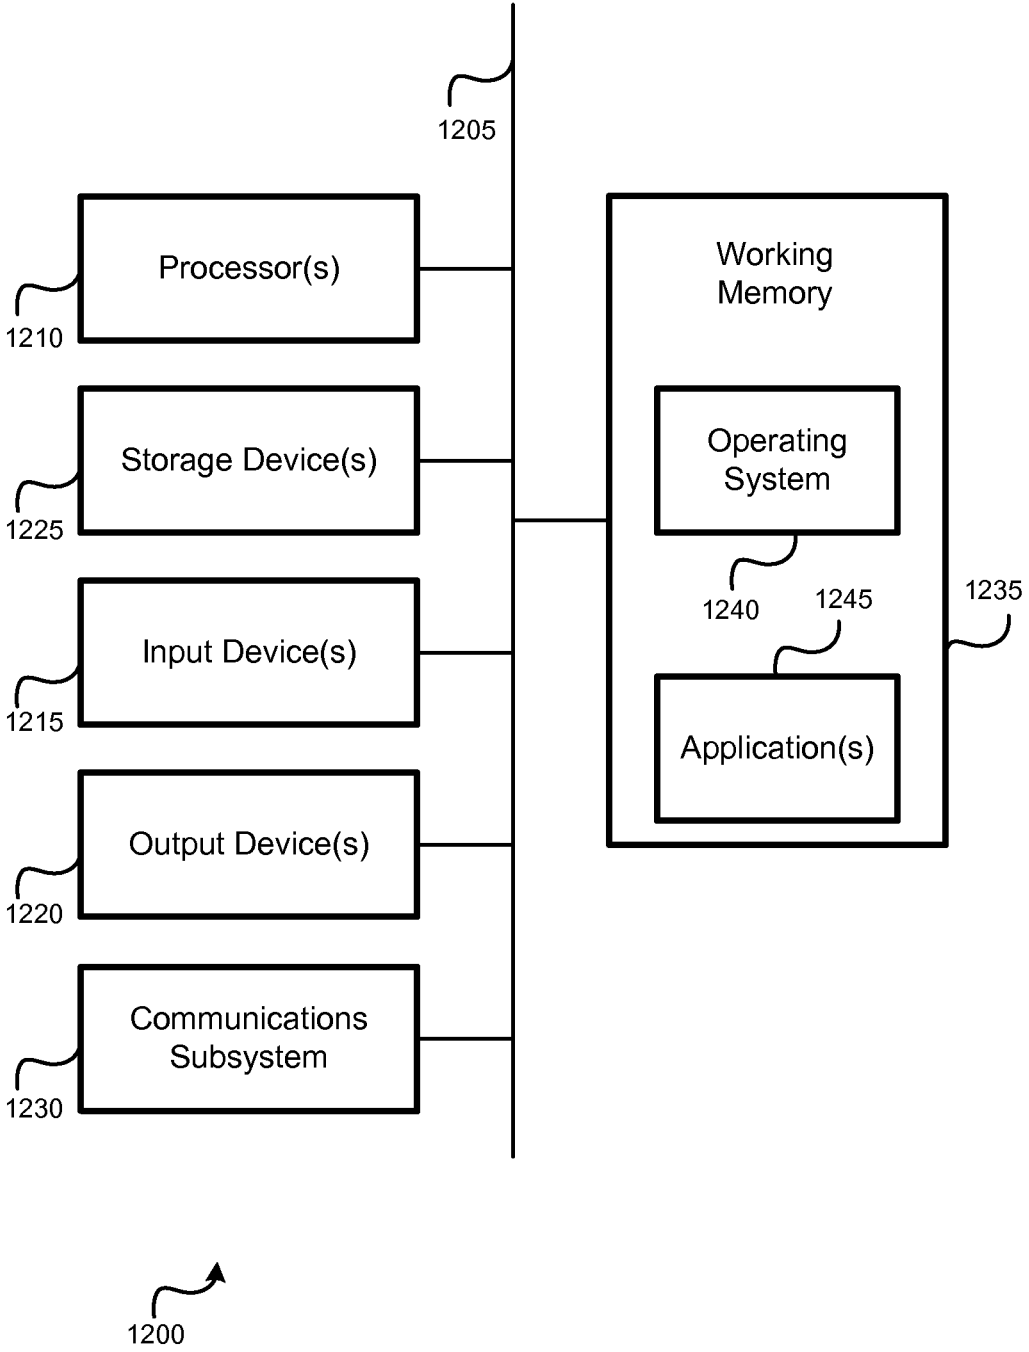 1205
Processor(s)
1210
Storage Device(s)
1225
Input Device(s)
1215
Output Device(s)
1220
Communications
Subsystem
1230
Working
Memory
Operating
System
1240
1245
1235
Application(s)
1200